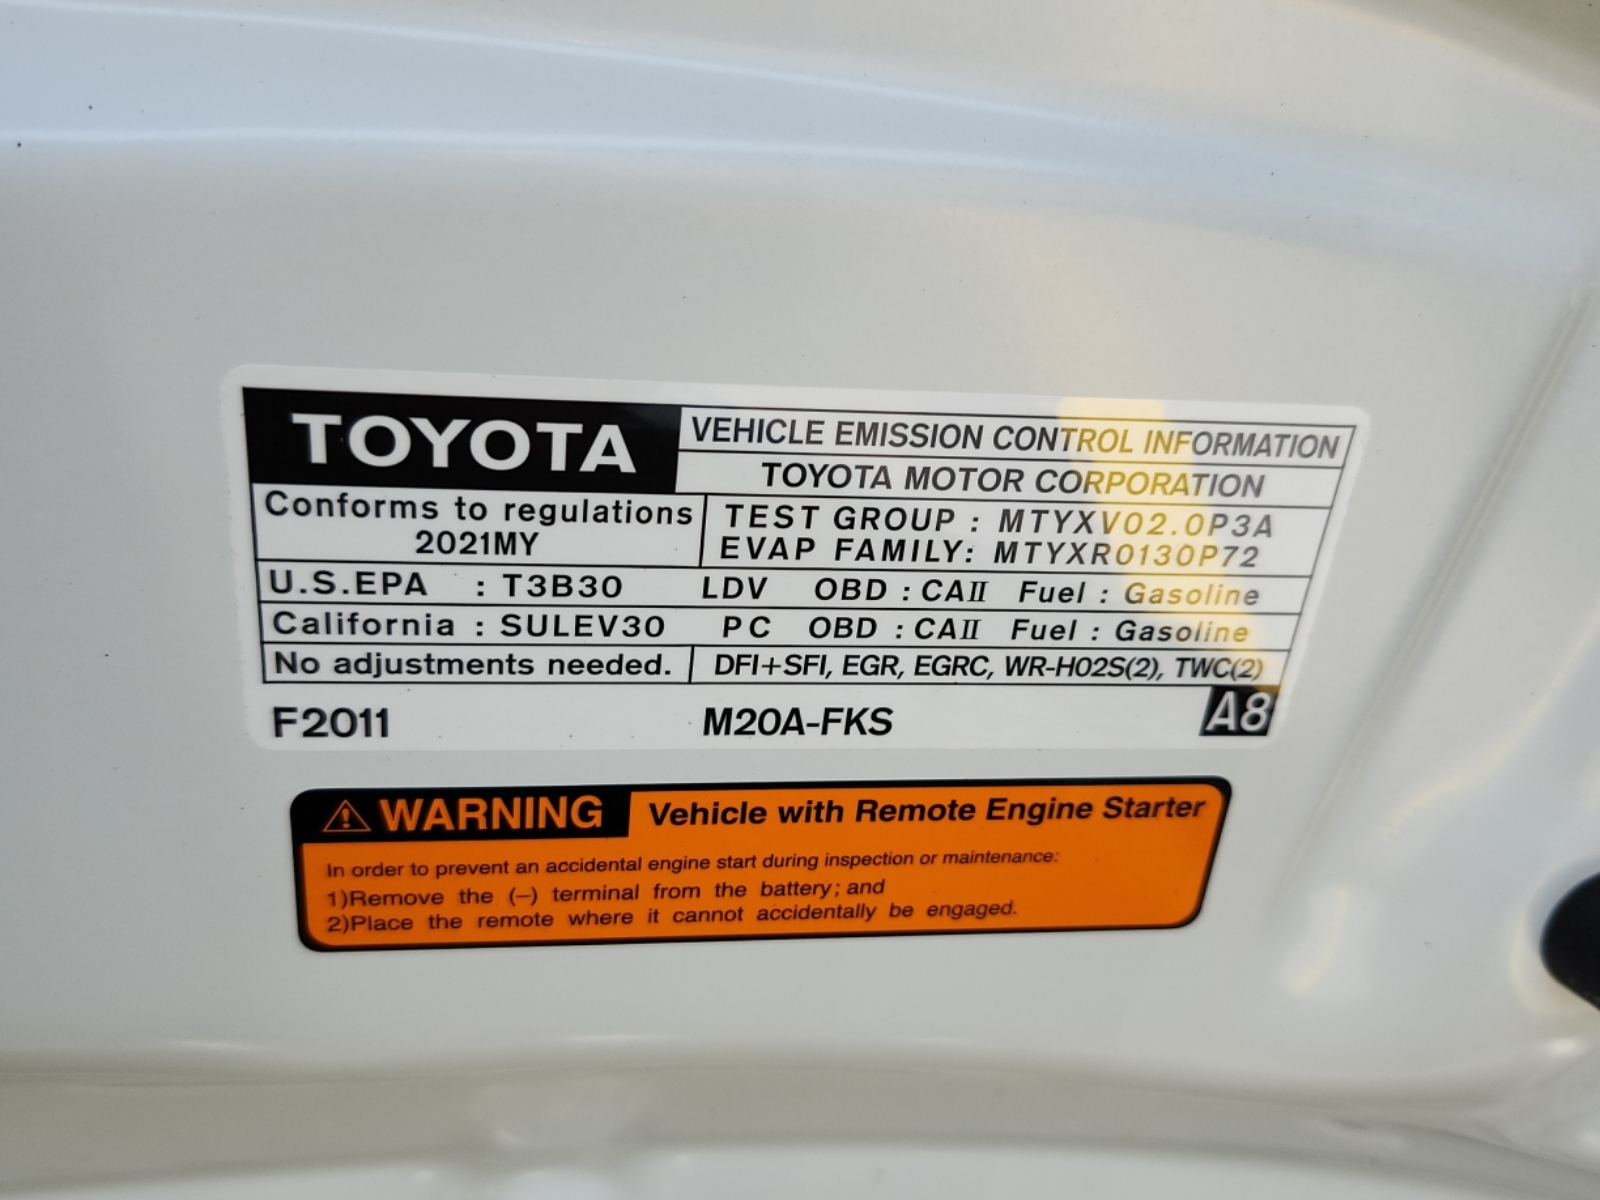 TOYOTA
VEHICLE EMISSION CONTROL INFORMATION
TOYOTA MOTOR CORPORATION
Conforms to regulations
2021MY
TEST GROUP : MTYXV02.0P3A
EVAP FAMILY: MTYXR0130P72
U.S.EPA : T3B30 LDV OBD : CAII Fuel : Gasoline
California : SULEV30 PC OBD : CAII Fuel : Gasoline
No adjustments needed. DFI+SFI, EGR, EGRC, WR-HO2S(2), TWC(2)
F2011 M20A-FKS A8
WARNING Vehicle with Remote Engine Starter
In order to prevent an accidental engine start during inspection or maintenance:
1)Remove the (–) terminal from the battery; and
2)Place the remote where it cannot accidentally be engaged.